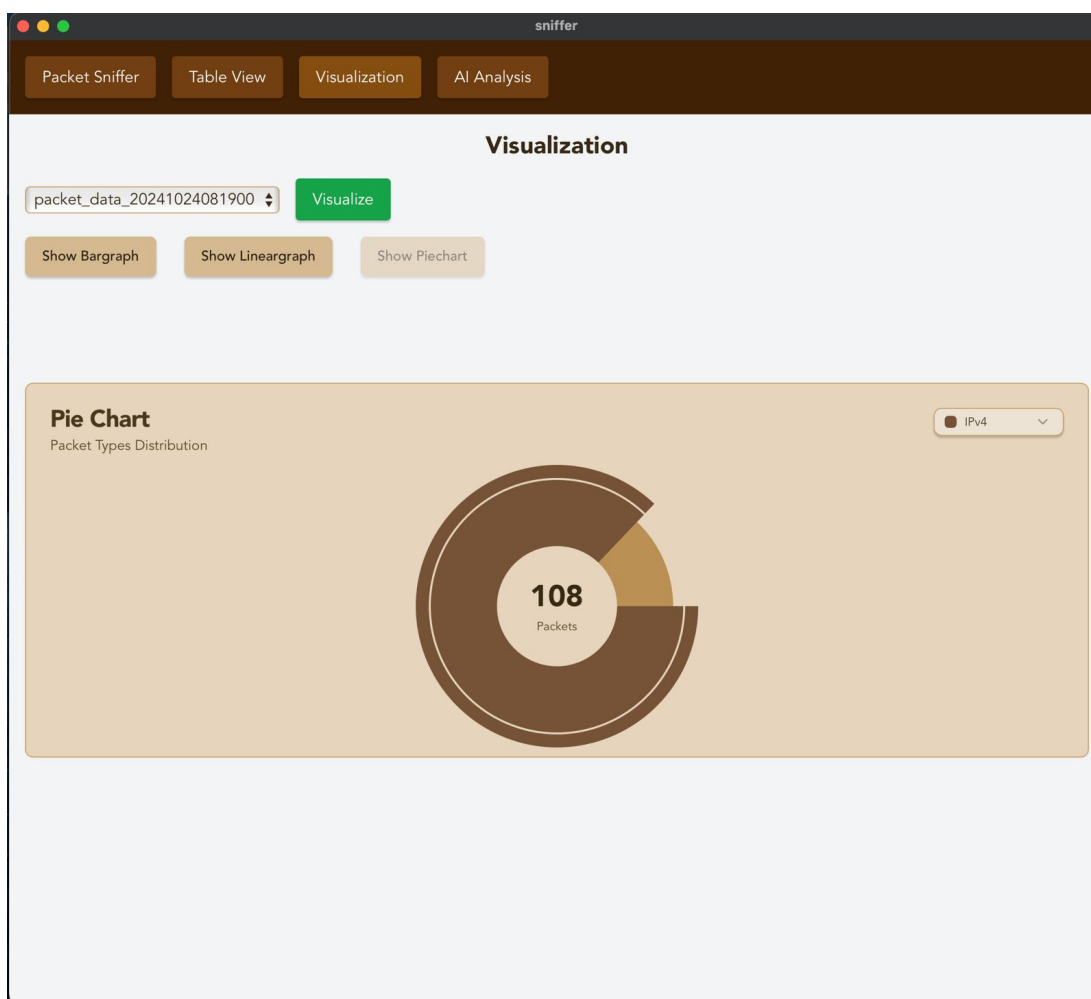 sniffer
Packet Sniffer Table View Visualization AI Analysis
Visualization
packet_data_20241024081900 Visualize
Show Bargraph Show Lineargraph Show Piechart
Pie Chart
IPv4
Packet Types Distribution
108
Packets